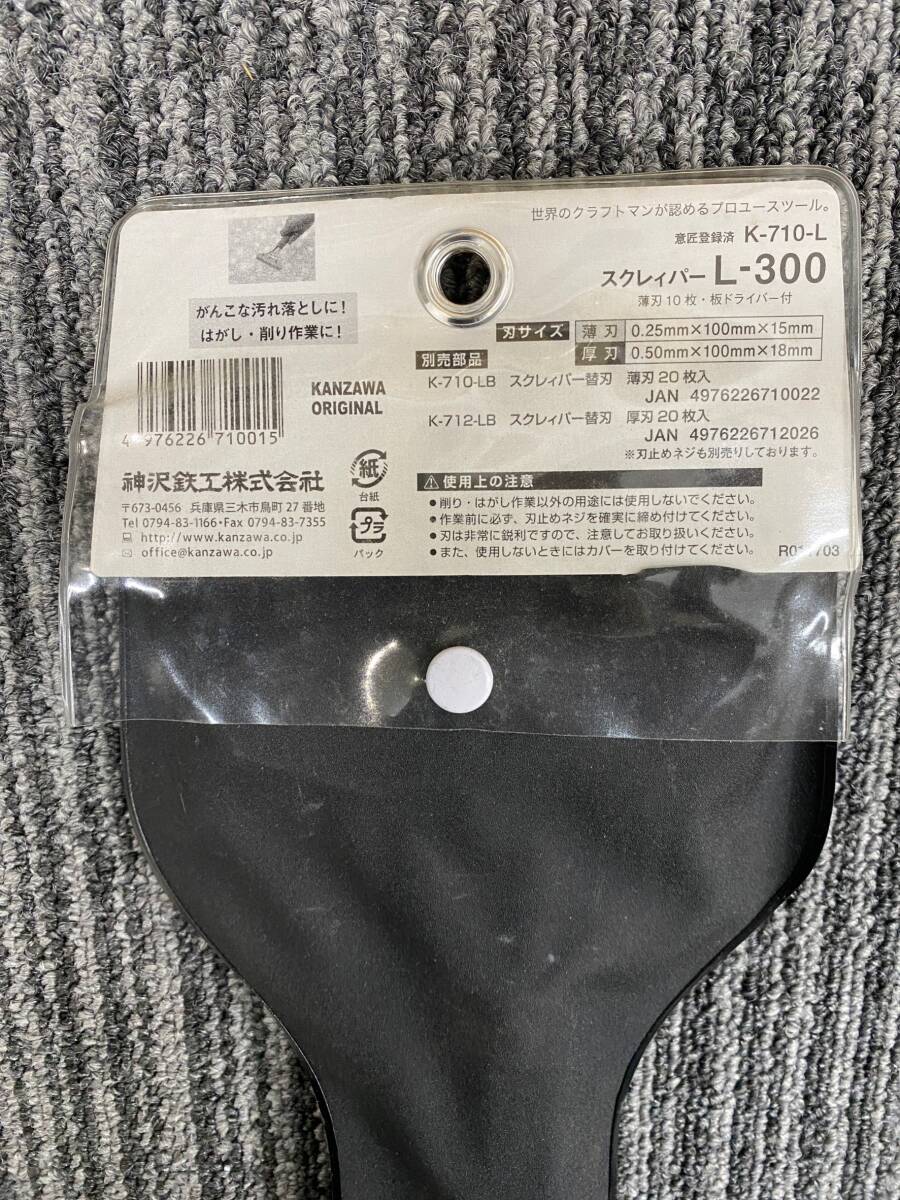 世界のクラフトマンが認めるプロユースツール。
意匠登録済 K-710-L
スクレィパー L-300
薄刃10枚・板ドライバー付
がんこな汚れ落としに!
はがし・削り作業に!
刃サイズ 薄刃 0.25mm×100mm×15mm
厚刃 0.50mm×100mm×18mm
別売部品
K-710-LB スクレィパー替刃 薄刃20枚入
JAN 4976226710022
K-712-LB スクレィパー替刃 厚刃20枚入
JAN 4976226712026
※刃止めネジも別売りしております。
KANZAWA
ORIGINAL
4 976226 710015
神沢鉄工株式会社
〒673-0456 兵庫県三木市鳥町27番地
Tel 0794-83-1166・Fax 0794-83-7355
http://www.kanzawa.co.jp
office@kanzawa.co.jp
紙
台紙
プラ
パック
⚠使用上の注意
●削り・はがし作業以外の用途には使用しないでください。
●作業前に必ず、刃止めネジを確実に締め付けてください。
●刃は非常に鋭利ですので、注意してお取り扱いください。
●また、使用しないときにはカバーを取り付けてください。